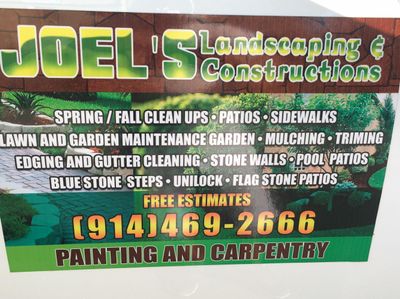 JOEL'S Landscaping &
Constructions
SPRING / FALL CLEAN UPS • PATIOS • SIDEWALKS
LAWN AND GARDEN MAINTENANCE GARDEN • MULCHING • TRIMING
EDGING AND GUTTER CLEANING • STONE WALLS • POOL PATIOS
BLUE STONE STEPS • UNILOCK • FLAG STONE PATIOS
FREE ESTIMATES
(914)469-2666
PAINTING AND CARPENTRY